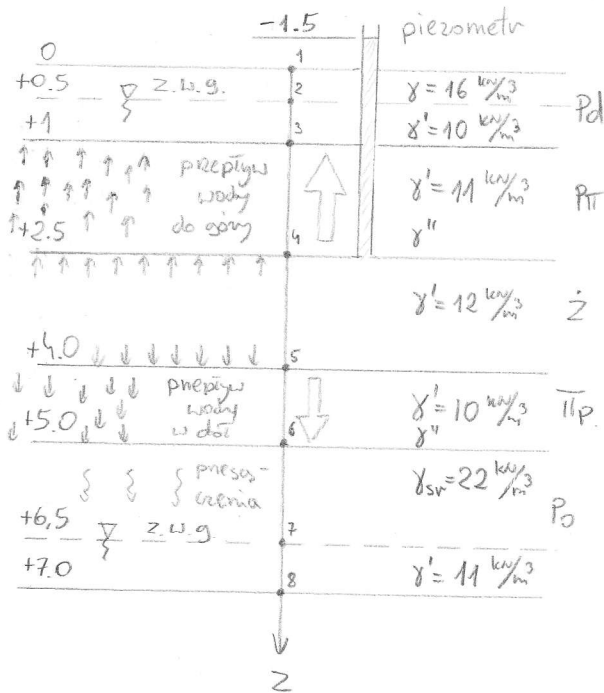 -1.5 piezometr
0 1
+0.5 z.w.g. 2 γ = 16 kN/m³ Pd
+1 3 γ' = 10 kN/m³
przepływ wody do góry γ' = 11 kN/m³ Pπ
γ"
+2.5 4
γ' = 12 kN/m³ Ż
+4.0 5
przepływ wody w dół γ' = 10 kN/m³ πp
γ"
+5.0 6
przesączenia γsr = 22 kN/m³ Po
+6,5 z.w.g 7
+7.0 8 γ' = 11 kN/m³
Z